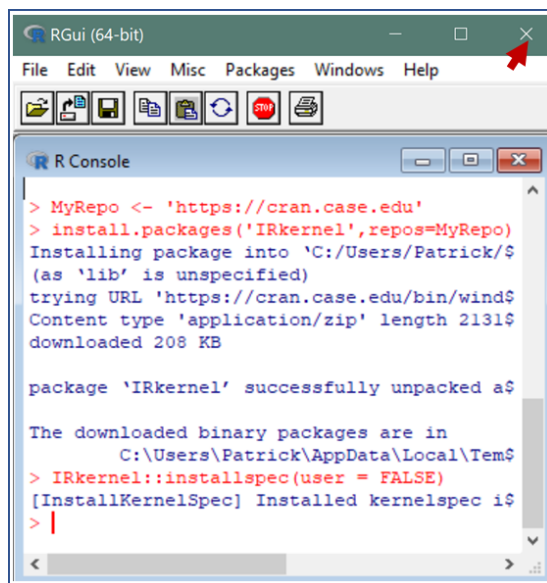 RGui (64-bit)
File Edit View Misc Packages Windows Help
STOP
R Console
> MyRepo <- 'https://cran.case.edu'
> install.packages('IRkernel',repos=MyRepo)
Installing package into ‘C:/Users/Patrick/$
(as ‘lib’ is unspecified)
trying URL 'https://cran.case.edu/bin/wind$
Content type 'application/zip' length 2131$
downloaded 208 KB
package ‘IRkernel’ successfully unpacked a$
The downloaded binary packages are in
C:\Users\Patrick\AppData\Local\Tem$
> IRkernel::installspec(user = FALSE)
[InstallKernelSpec] Installed kernelspec i$
>